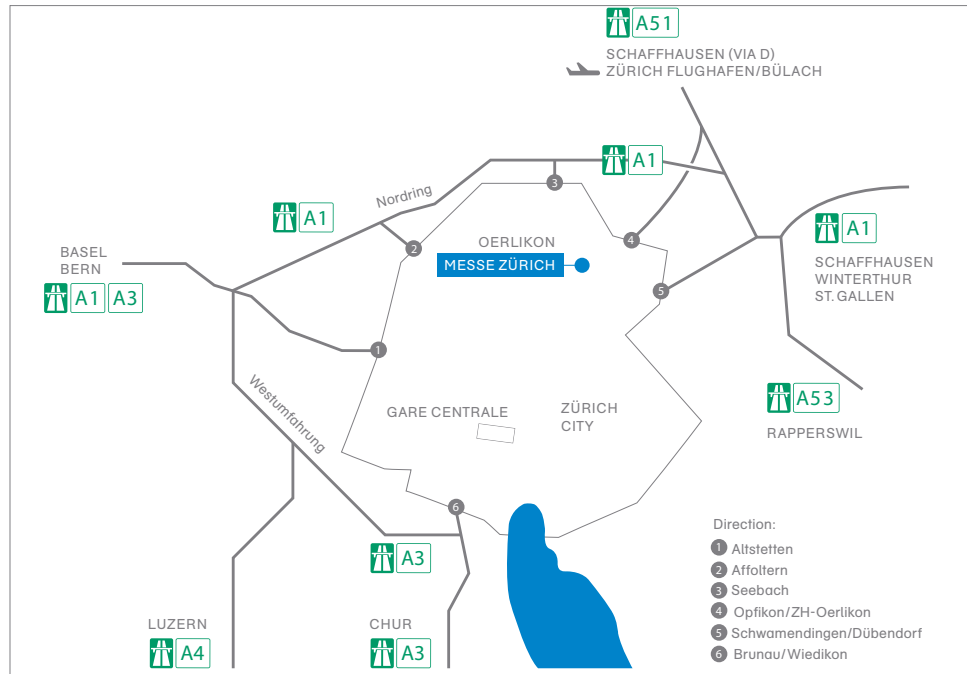 A51
SCHAFFHAUSEN (VIA D)
ZÜRICH FLUGHAFEN/BÜLACH
A1
3
Nordring
A1
2
OERLIKON
4
MESSE ZÜRICH
5
BASEL
BERN
A1 A3
A1
SCHAFFHAUSEN
WINTERTHUR
ST. GALLEN
1
Westumfahrung
GARE CENTRALE
ZÜRICH
CITY
A53
RAPPERSWIL
6
A3
LUZERN
A4
CHUR
A3
Direction:
1 Altstetten
2 Affoltern
3 Seebach
4 Opfikon/ZH-Oerlikon
5 Schwamendingen/Dübendorf
6 Brunau/Wiedikon